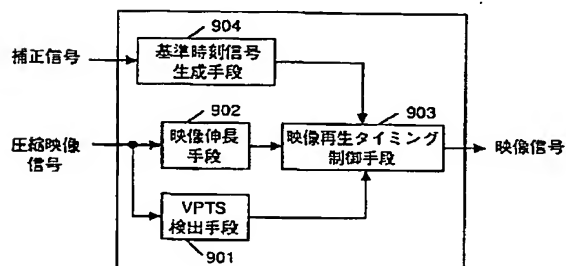 904
補正信号
基準時刻信号
生成手段
902
903
圧縮映像
信号
映像伸長
手段
映像再生タイミング
制御手段
映像信号
VPTS
検出手段
901